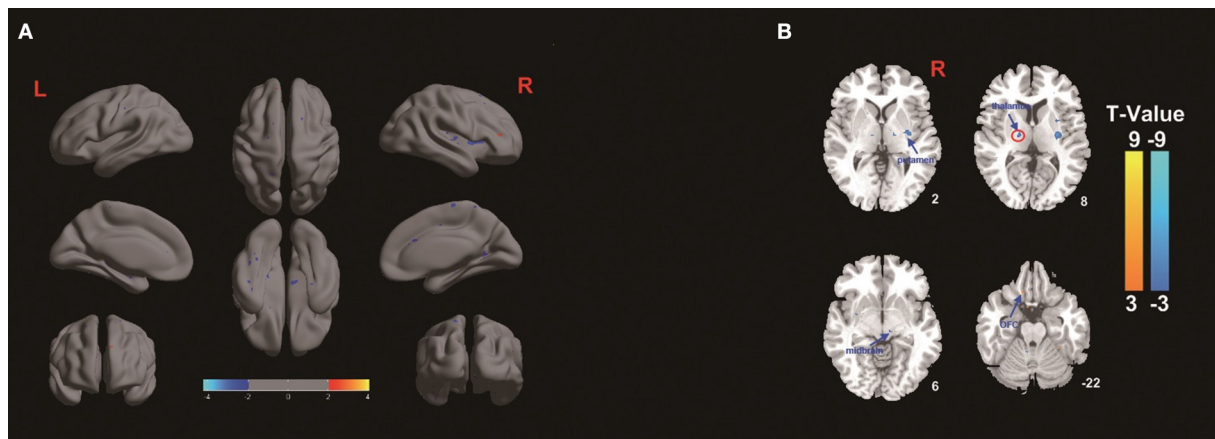 A
B
L
R
R
thalamus
putamen
2
8
T-Value
9 -9
3 -3
midbrain
OFC
6
-22
-4 -2 0 2 4